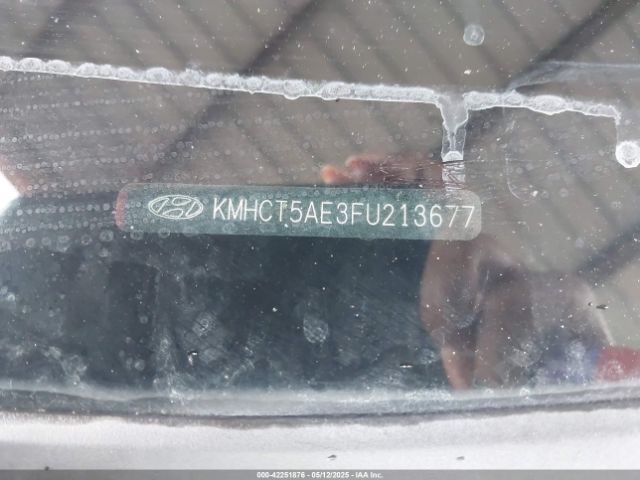 KMHCT5AE3FU213677
000-42251876 - 05/12/2025 - IAA Inc.